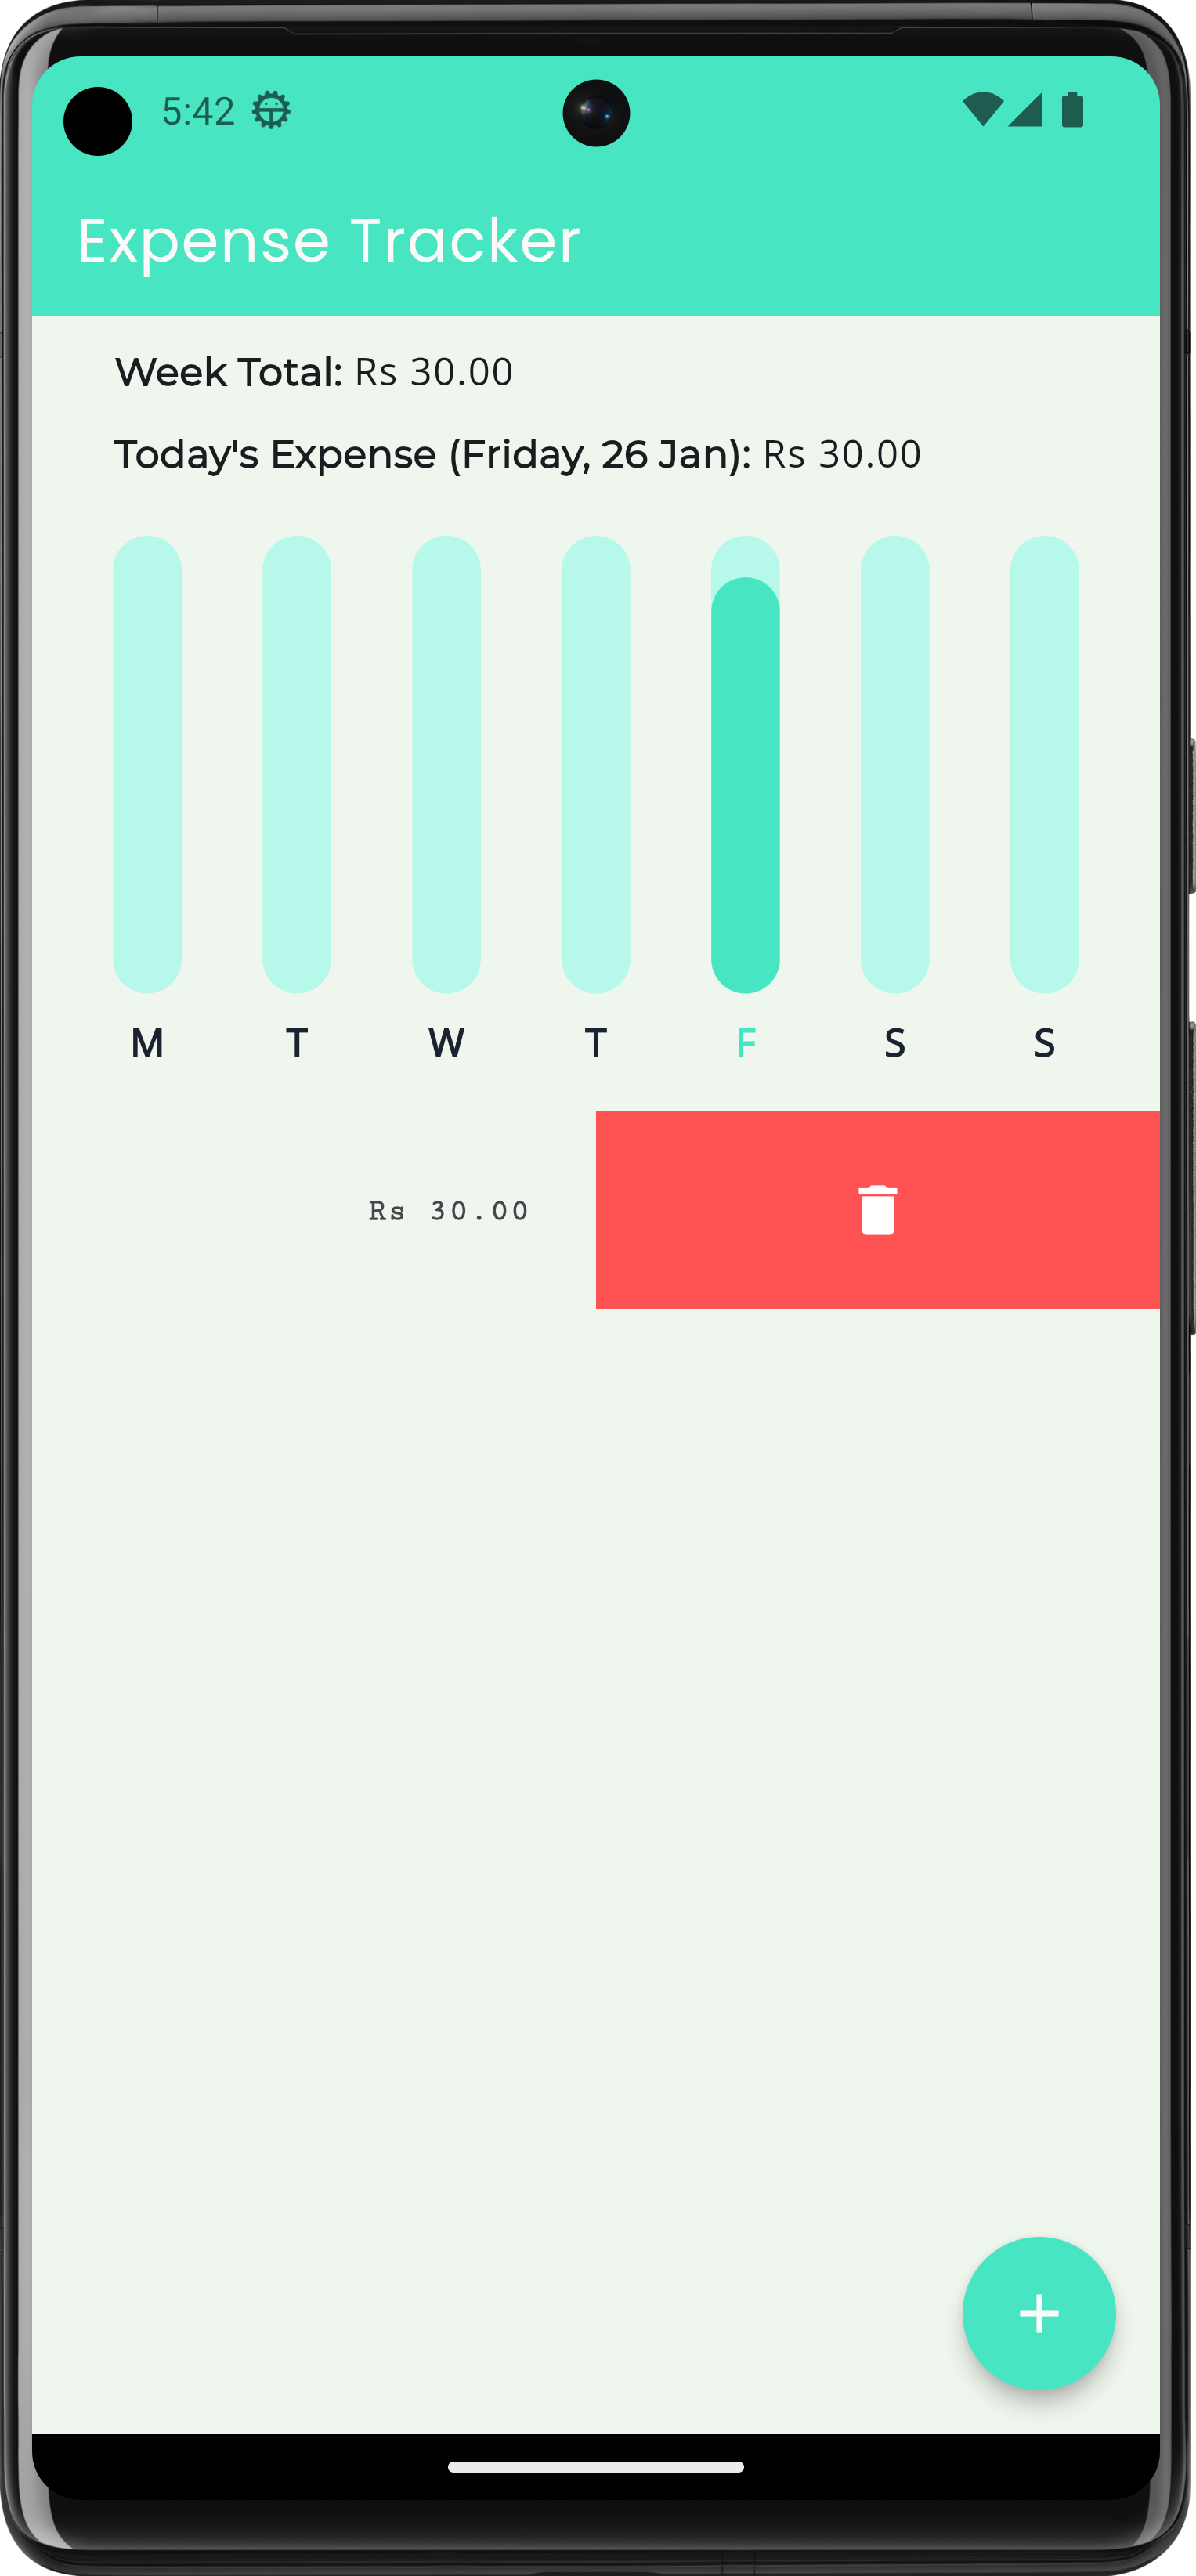 5:42
Expense Tracker
Week Total: Rs 30.00
Today's Expense (Friday, 26 Jan): Rs 30.00
M T W T F S S
Rs 30.00